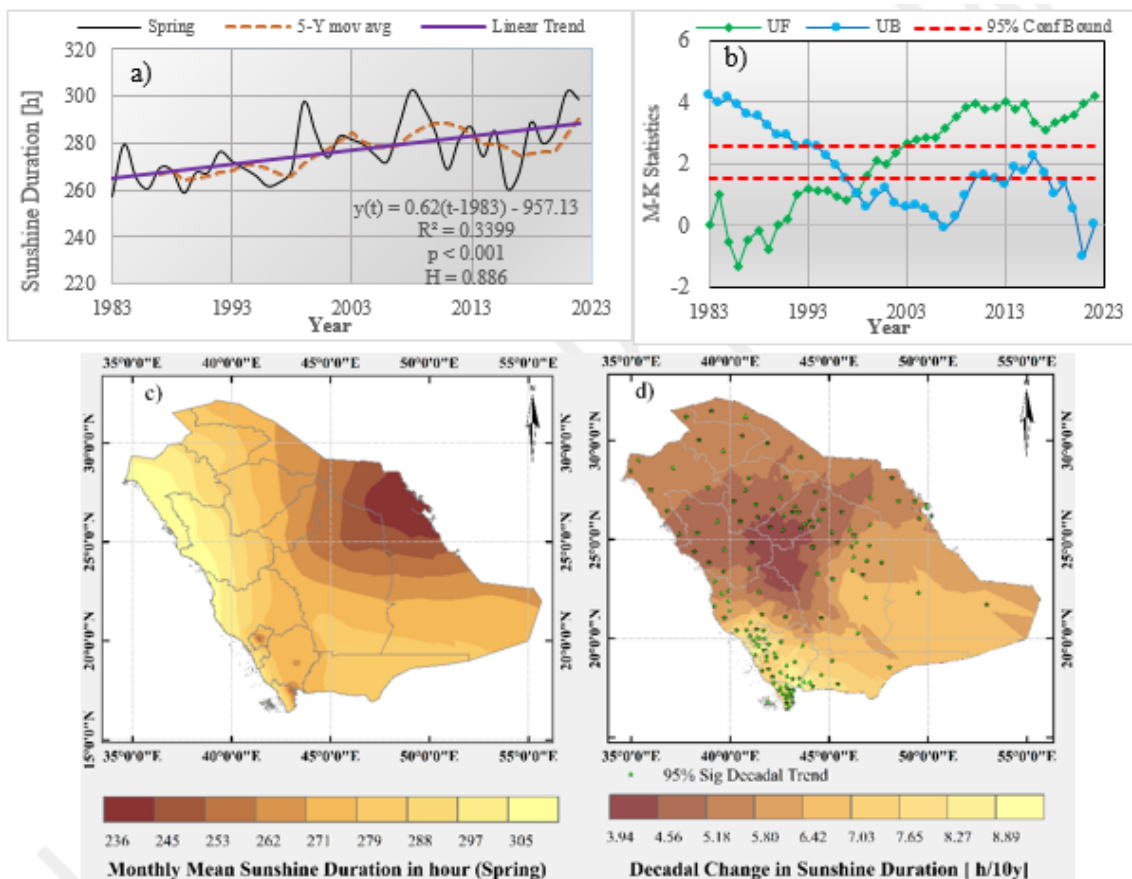 Spring 5-Y mov avg Linear Trend
a)
Sunshine Duration [h]
320
300
280
260
240
220
y(t) = 0.62(t-1983) - 957.13
R² = 0.3399
p < 0.001
H = 0.886
1983 1993 2003 2013 2023
Year
UF UB 95% Conf Bound
b)
M-K Statistics
6
4
2
0
-2
1983 1993 2003 2013 2023
Year
35°0'0"E 40°0'0"E 45°0'0"E 50°0'0"E 55°0'0"E
c)
N
30°0'0"N
25°0'0"N
20°0'0"N
15°0'0"N
35°0'0"E 40°0'0"E 45°0'0"E 50°0'0"E 55°0'0"E
236 245 253 262 271 279 288 297 305
Monthly Mean Sunshine Duration in hour (Spring)
35°0'0"E 40°0'0"E 45°0'0"E 50°0'0"E 55°0'0"E
d)
N
30°0'0"N
25°0'0"N
20°0'0"N
35°0'0"E 40°0'0"E 45°0'0"E 50°0'0"E 55°0'0"E
95% Sig Decadal Trend
3.94 4.56 5.18 5.80 6.42 7.03 7.65 8.27 8.89
Decadal Change in Sunshine Duration [ h/10y]